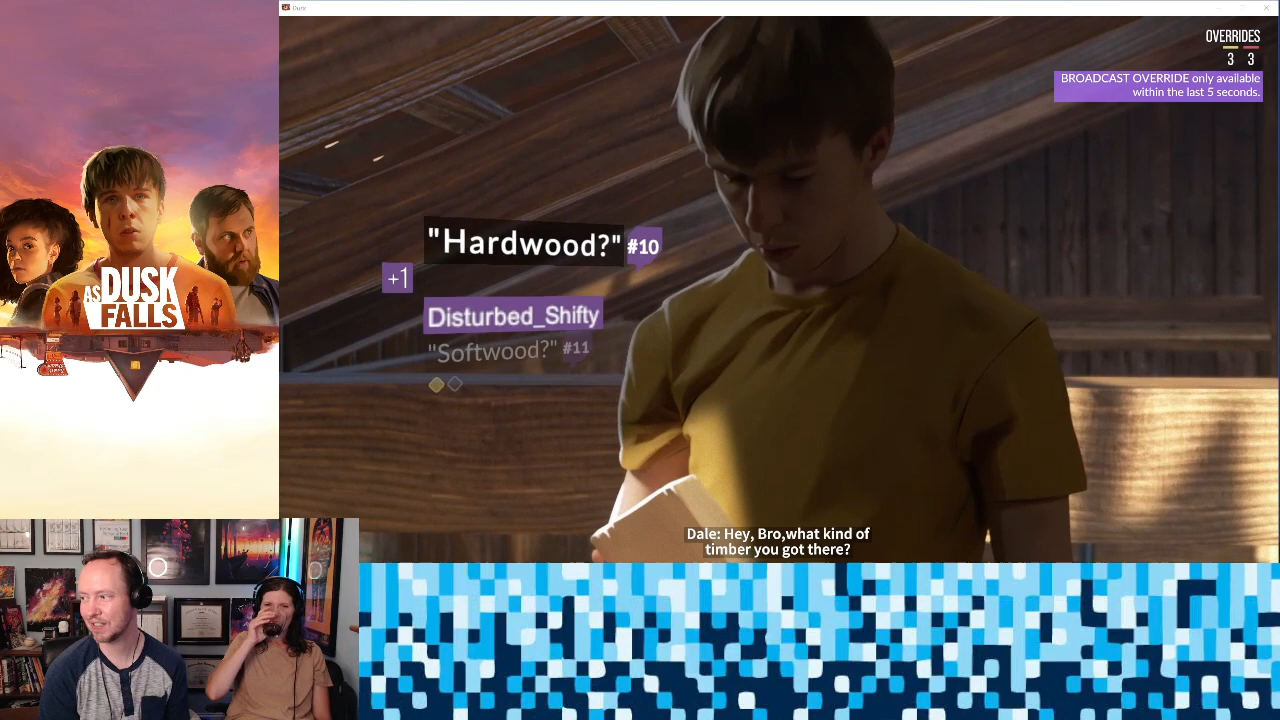 Dusk
OVERRIDES
3 3
BROADCAST OVERRIDE only available
within the last 5 seconds.
"Hardwood?" #10
+1
Disturbed_Shifty
"Softwood?" #11
AS DUSK
FALLS
Dale: Hey, Bro,what kind of
timber you got there?